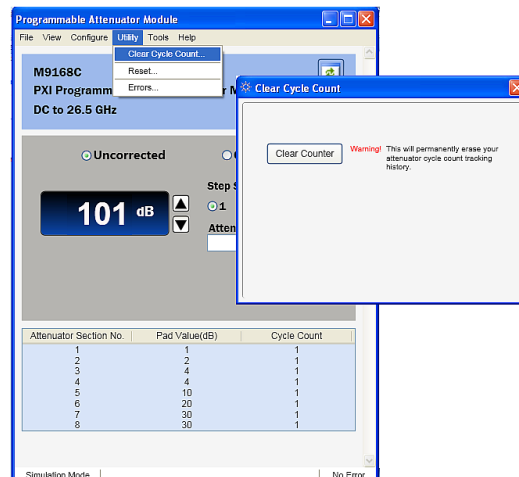 Programmable Attenuator Module
File View Configure Utility Tools Help
Clear Cycle Count...
Reset...
Errors...
M9168C
PXI Programm
r M
DC to 26.5 GHz
Clear Cycle Count
Clear Counter
Warning! This will permanently erase your
attenuator cycle count tracking
history.
Uncorrected
Step S
101 dB
1
Atten
Attenuator Section No. Pad Value(dB) Cycle Count
1 1 1
2 2 1
3 4 1
4 4 1
5 10 1
6 20 1
7 30 1
8 30 1
Simulation Mode No Error